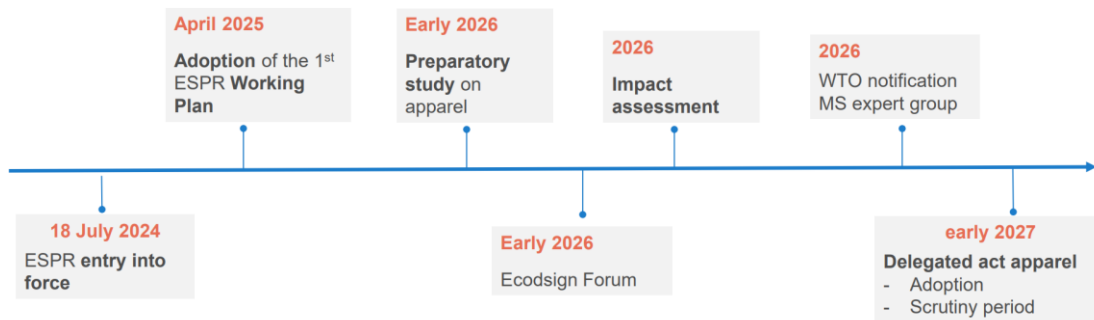 April 2025
Adoption of the 1st
ESPR Working
Plan
Early 2026
Preparatory
study on
apparel
2026
Impact
assessment
2026
WTO notification
MS expert group
18 July 2024
ESPR entry into
force
Early 2026
Ecodsign Forum
early 2027
Delegated act apparel
- Adoption
- Scrutiny period